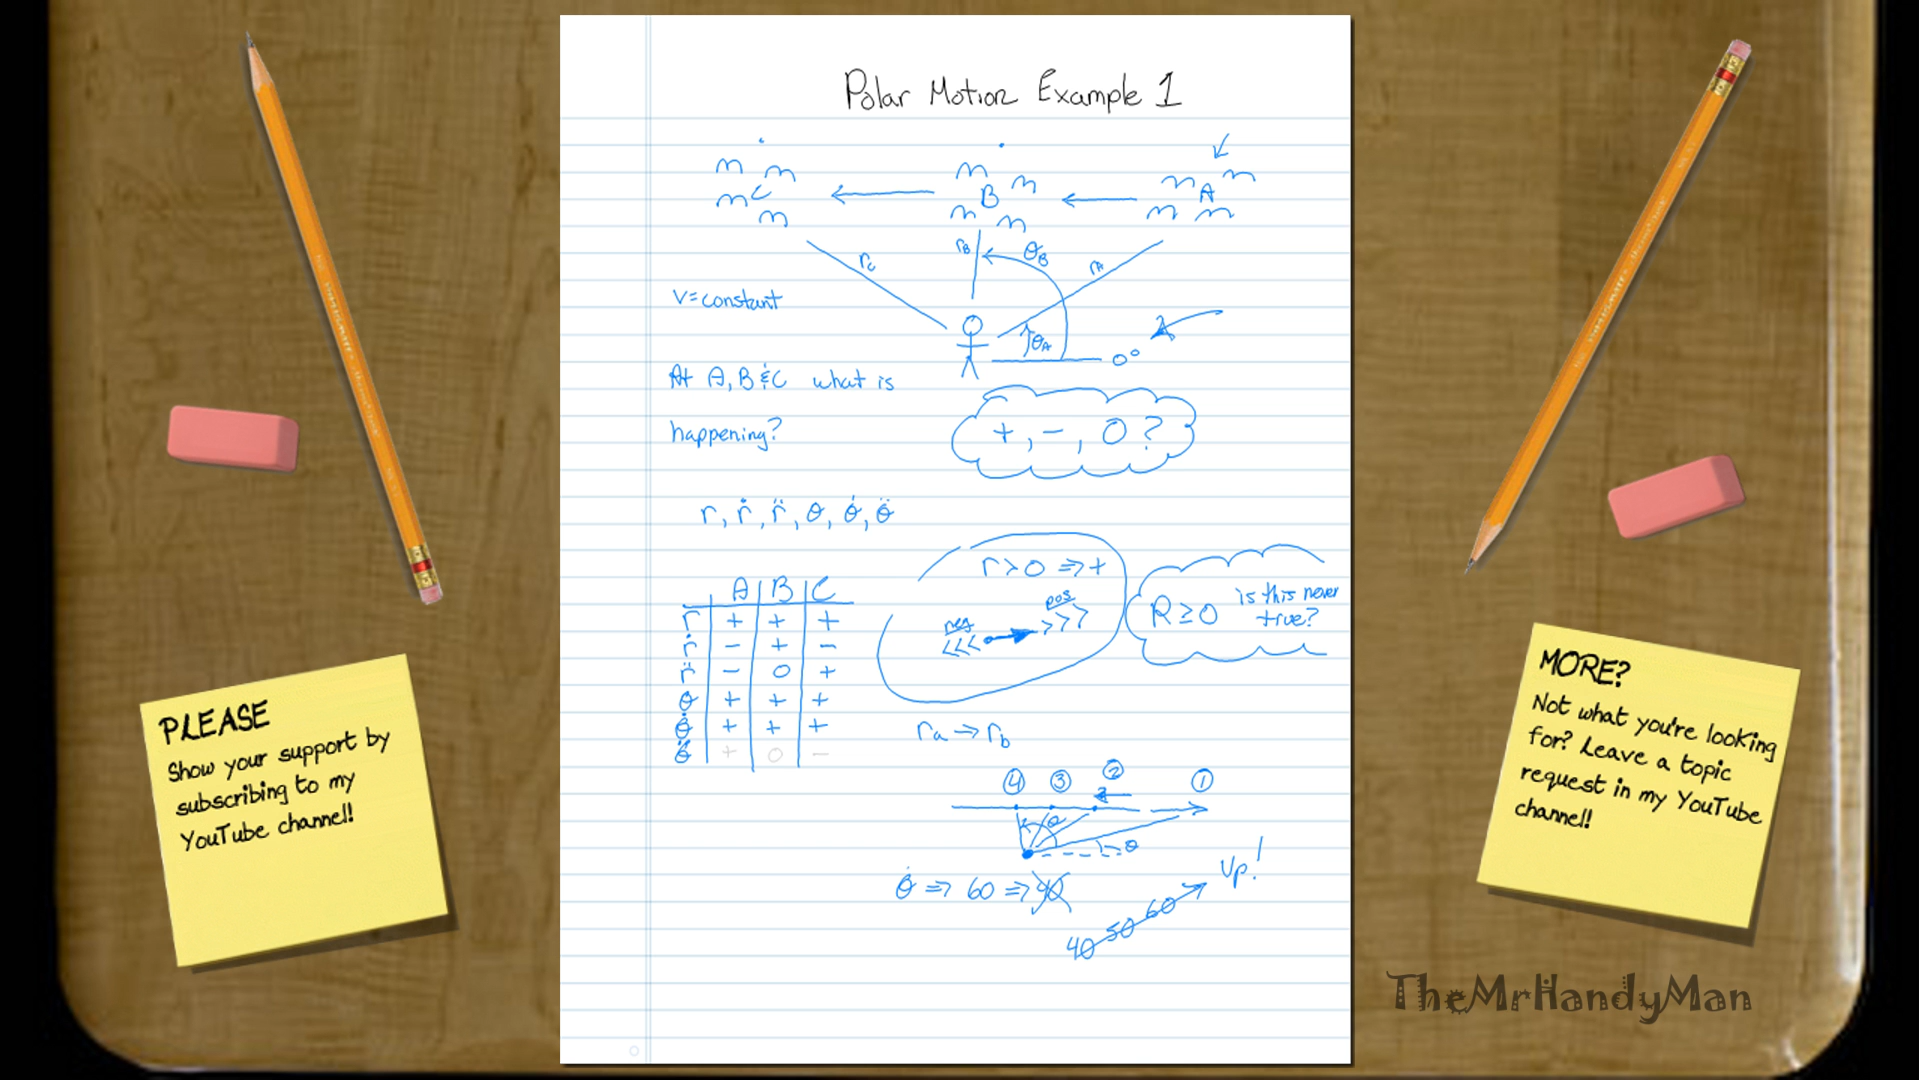 Polar Motion Example 1
C
B
A
r_C
r_B
θ_B
r_A
v=constant
θ_A
0°
At A, B & C what is
+, -, 0 ?
happening?
r, ṙ, r̈, θ, θ̇, θ̈
r > 0 ⇒ +
A B C
r + + +
ṙ - + -
r̈ - 0 +
θ + + +
θ̇ + + +
θ̈ + 0 -
neg
<<<
pos
>>>
R ≥ 0 is this never
true?
ra ⇒ rb
④ ③ ② ①
θ
θ
θ̇ ⇒ 60 ⇒ 40
Up!
40 50 60
PLEASE
Show your support by
subscribing to my
YouTube channel!
MORE?
Not what you're looking
for? Leave a topic
request in my YouTube
channel!
TheMrHandyMan